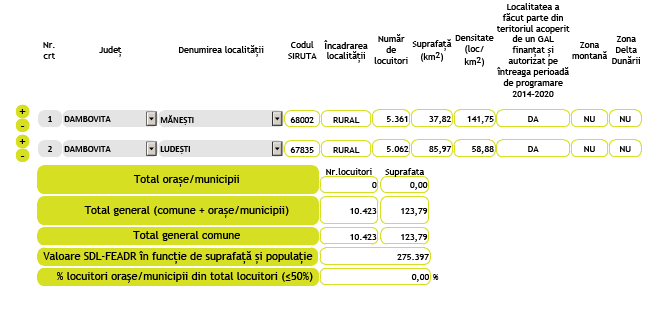 Nr. crt
Județ
Denumirea localității
Codul SIRUTA
Încadrarea localității
Număr de locuitori
Suprafață (km2)
Densitate (loc/ km2)
Localitatea a făcut parte din teritoriul acoperit de un GAL finanțat și autorizat pe întreaga perioadă de programare 2014-2020
Zona montană
Zona Delta Dunării
+
-
1 DAMBOVITA MĂNEȘTI 68002 RURAL 5.361 37,82 141,75 DA NU NU
+
-
2 DAMBOVITA LUDEȘTI 67835 RURAL 5.062 85,97 58,88 DA NU NU
Nr.locuitori Suprafata
Total orașe/municipii 0 0,00
Total general (comune + orașe/municipii) 10.423 123,79
Total general comune 10.423 123,79
Valoare SDL-FEADR în funcție de suprafață și populație 275.397
% locuitori orașe/municipii din total locuitori (≤50%) 0,00 %